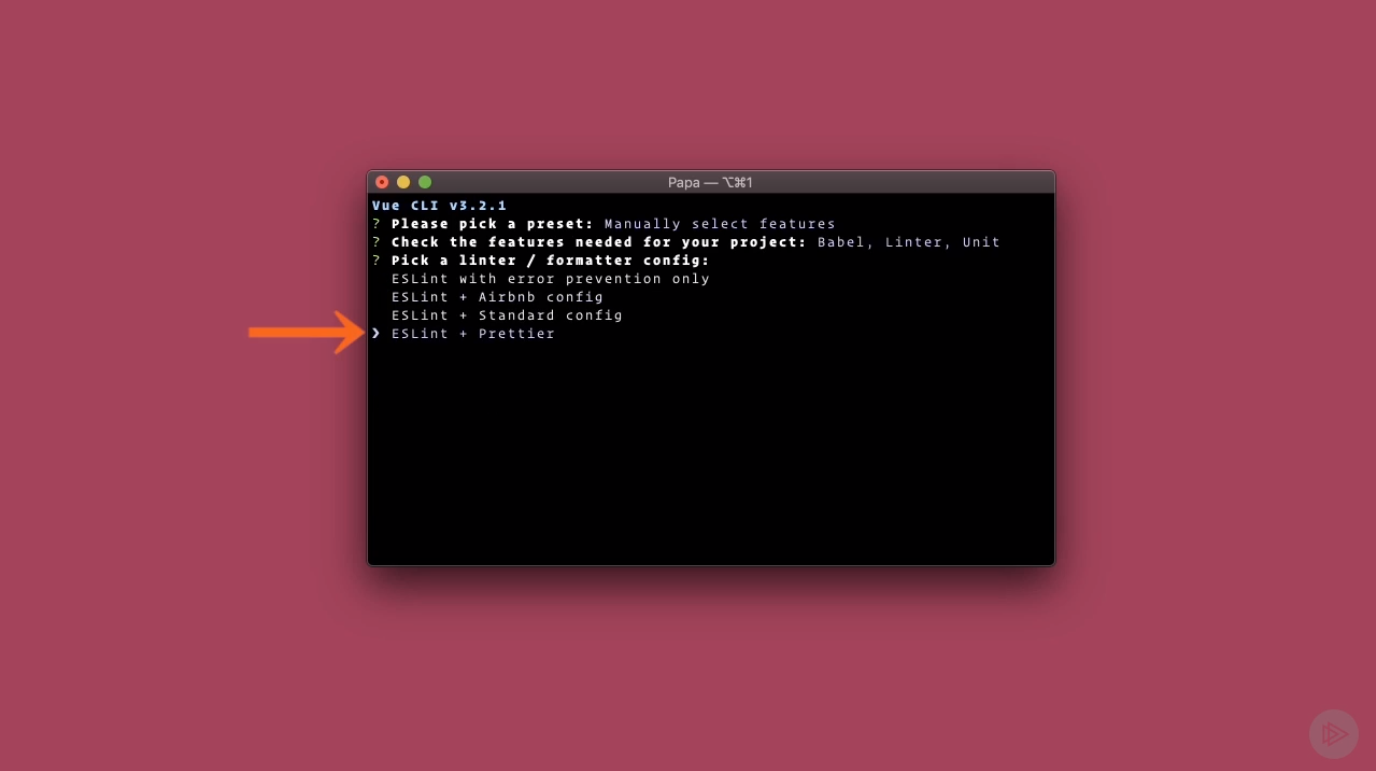 Papa — ⌥⌘1
Vue CLI v3.2.1
? Please pick a preset: Manually select features
? Check the features needed for your project: Babel, Linter, Unit
? Pick a linter / formatter config:
ESLint with error prevention only
ESLint + Airbnb config
ESLint + Standard config
❯ ESLint + Prettier